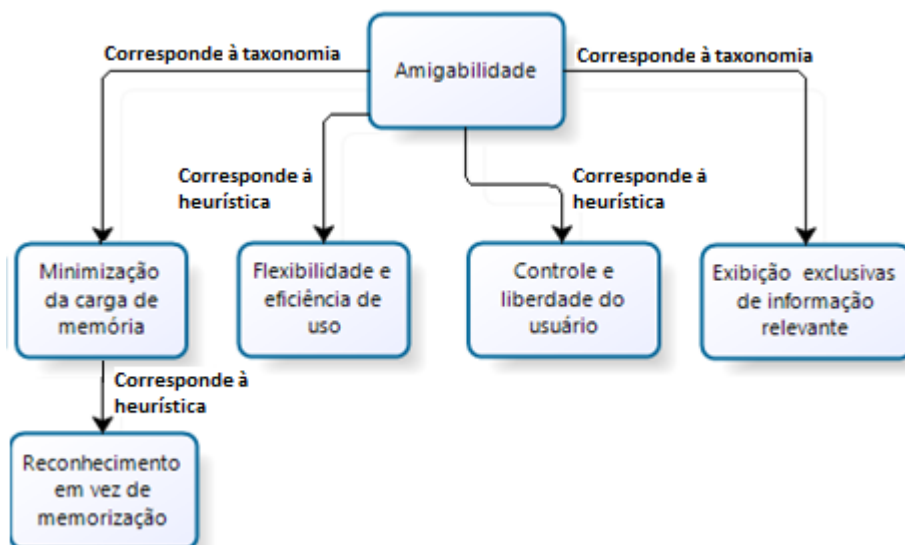 Corresponde à taxonomia
Amigabilidade
Corresponde à taxonomia
Corresponde á
heurística
Corresponde á
heurística
Minimização
da carga de
memória
Flexibilidade e
eficiência de
uso
Controle e
liberdade do
usuário
Exibição exclusivas
de informação
relevante
Corresponde à
heurística
Reconhecimento
em vez de
memorização